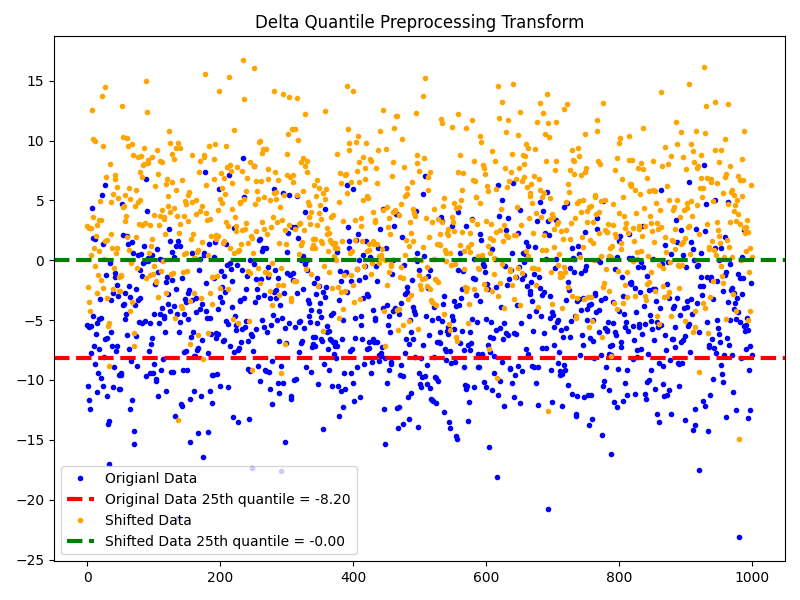 Delta Quantile Preprocessing Transform
15
10
5
0
−5
−10
−15
−20
−25
Origianl Data
Original Data 25th quantile = -8.20
Shifted Data
Shifted Data 25th quantile = -0.00
0 200 400 600 800 1000